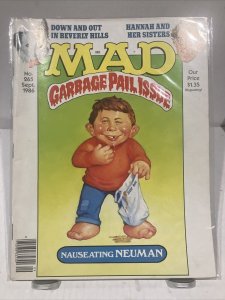 DOWN AND OUT
IN BEVERLY HILLS
HANNAH AND
HER SISTERS
MAD
No.
265
Sept.
1986
Our
Price
$1.35
GARBAGE PAIL ISSUE
NAUSEATING NEUMAN